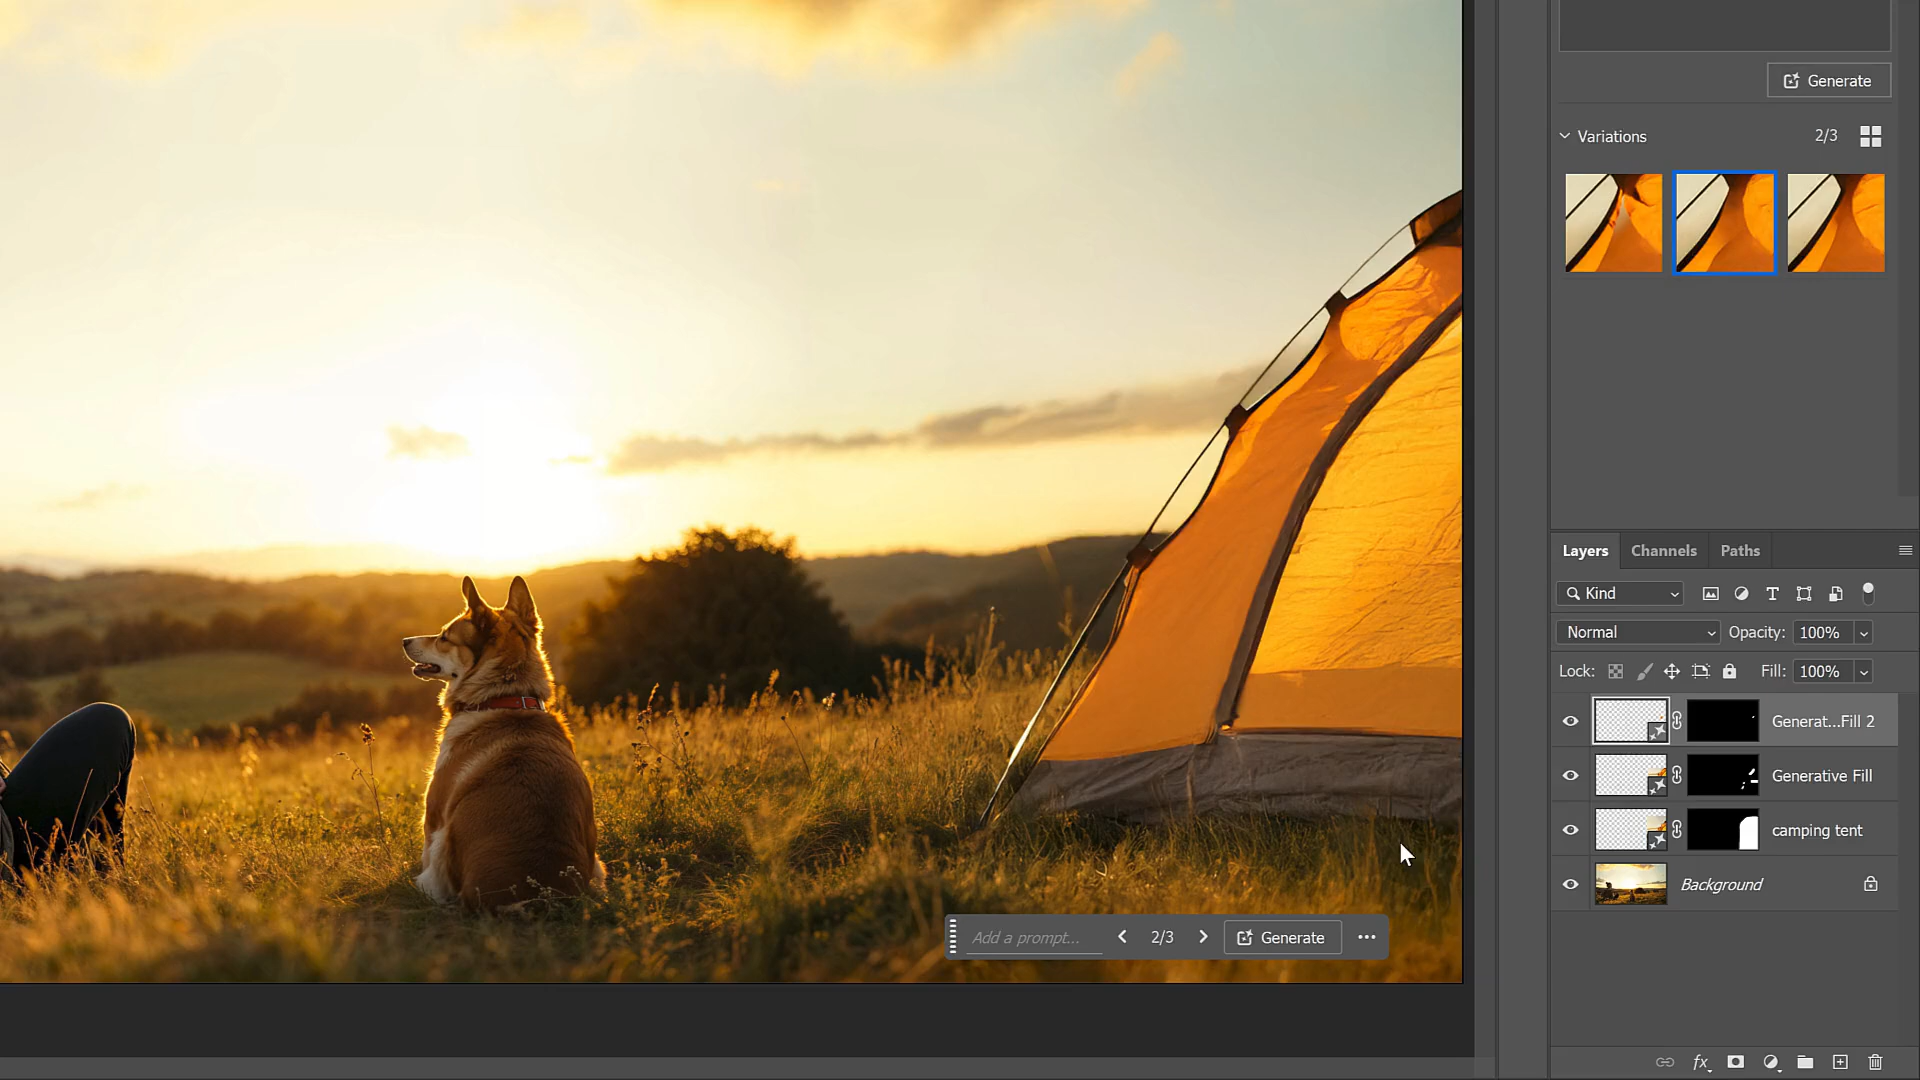 Generate
Variations 2/3
Layers Channels Paths
Kind
Normal Opacity: 100%
Lock: Fill: 100%
Generat...Fill 2
Generative Fill
camping tent
Background
Add a prompt... 2/3 Generate
fx